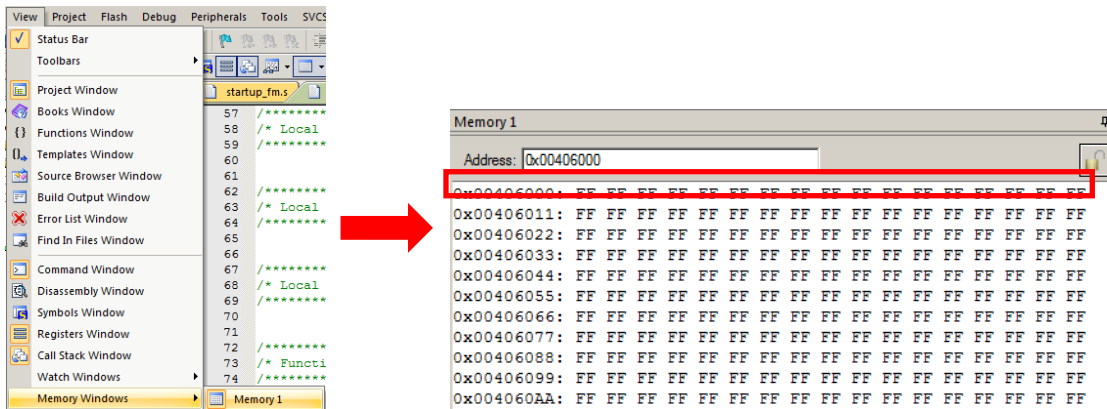 View Project Flash Debug Peripherals Tools SVCS
Status Bar
Toolbars
Project Window
Books Window
{} Functions Window
Templates Window
Source Browser Window
Build Output Window
Error List Window
Find In Files Window
Command Window
Disassembly Window
Symbols Window
Registers Window
Call Stack Window
Watch Windows
Memory Windows
Memory 1
startup_fm.s
57 /********
58 /* Local
59 /********
60
61
62 /********
63 /* Local
64 /********
65
66
67 /********
68 /* Local
69 /********
70
71
72 /********
73 /* Functi
74 /********
Memory 1
Address: 0x00406000
0x00406000: FF FF FF FF FF FF FF FF FF FF FF FF FF FF FF FF FF
0x00406011: FF FF FF FF FF FF FF FF FF FF FF FF FF FF FF FF FF
0x00406022: FF FF FF FF FF FF FF FF FF FF FF FF FF FF FF FF FF
0x00406033: FF FF FF FF FF FF FF FF FF FF FF FF FF FF FF FF FF
0x00406044: FF FF FF FF FF FF FF FF FF FF FF FF FF FF FF FF FF
0x00406055: FF FF FF FF FF FF FF FF FF FF FF FF FF FF FF FF FF
0x00406066: FF FF FF FF FF FF FF FF FF FF FF FF FF FF FF FF FF
0x00406077: FF FF FF FF FF FF FF FF FF FF FF FF FF FF FF FF FF
0x00406088: FF FF FF FF FF FF FF FF FF FF FF FF FF FF FF FF FF
0x00406099: FF FF FF FF FF FF FF FF FF FF FF FF FF FF FF FF FF
0x004060AA: FF FF FF FF FF FF FF FF FF FF FF FF FF FF FF FF FF